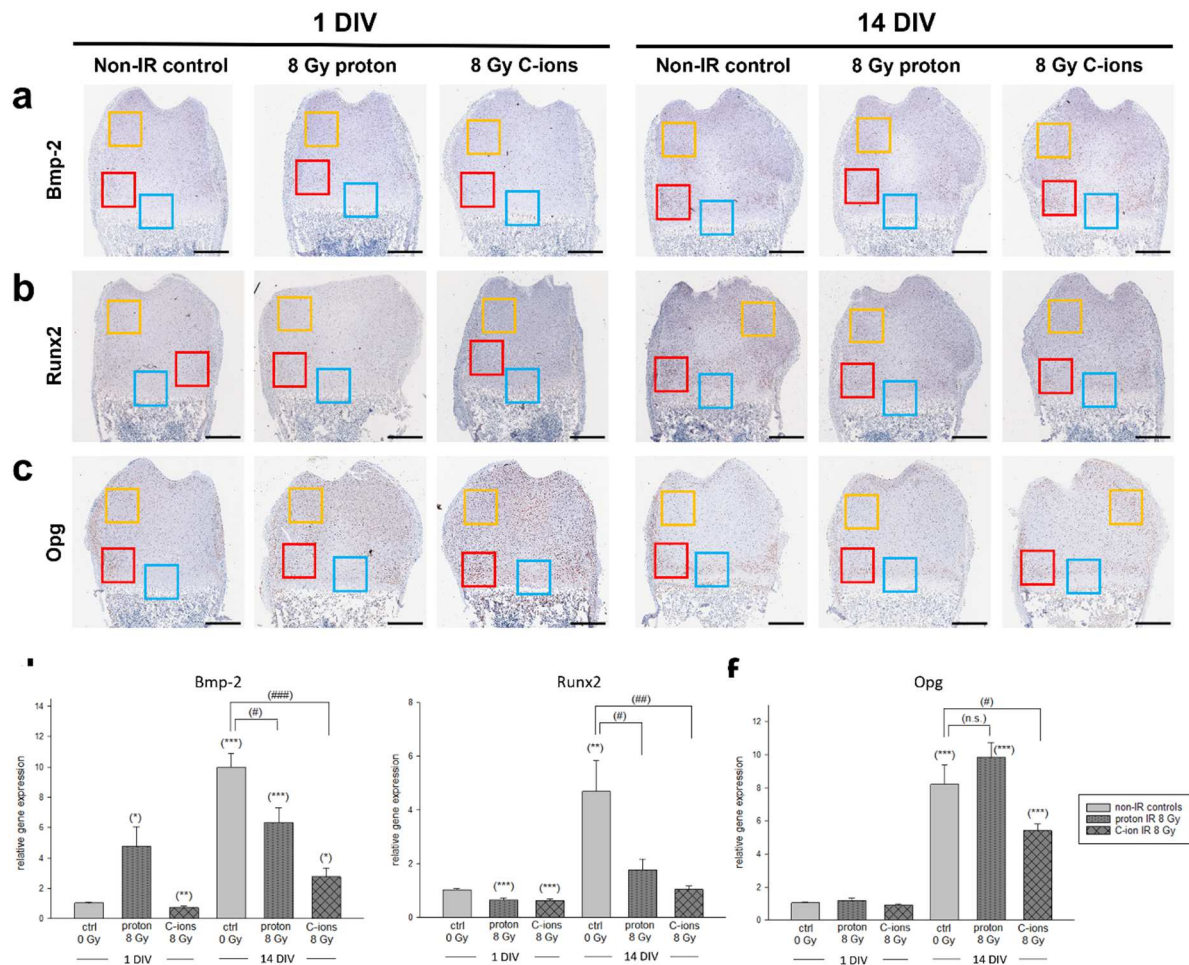 1 DIV 14 DIV
Non-IR control 8 Gy proton 8 Gy C-ions Non-IR control 8 Gy proton 8 Gy C-ions
a
Bmp-2
b
Runx2
c
Opg
f
Bmp-2 Runx2 Opg
relative gene expression
14
12
10
8
6
4
2
0
(*)
(**)
(***)
(***)
(*)
(#)
(###)
ctrl proton C-ions ctrl proton C-ions
0 Gy 8 Gy 8 Gy 0 Gy 8 Gy 8 Gy
1 DIV 14 DIV
relative gene expression
8
6
4
2
0
(***)
(***)
(**)
(#)
(##)
ctrl proton C-ions ctrl proton C-ions
0 Gy 8 Gy 8 Gy 0 Gy 8 Gy 8 Gy
1 DIV 14 DIV
relative gene expression
12
10
8
6
4
2
0
(***)
(***)
(***)
(n.s.)
(#)
ctrl proton C-ions ctrl proton C-ions
0 Gy 8 Gy 8 Gy 0 Gy 8 Gy 8 Gy
1 DIV 14 DIV
non-IR controls
proton IR 8 Gy
C-ion IR 8 Gy